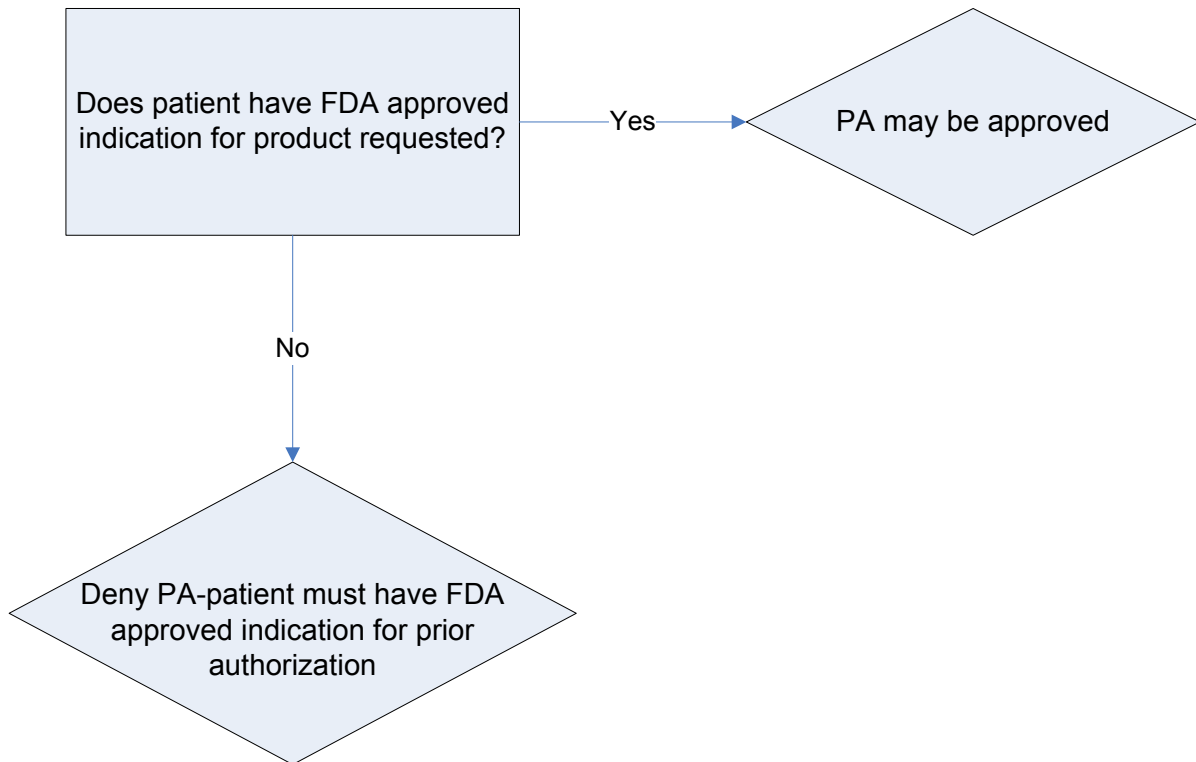 Does patient have FDA approved
indication for product requested?
Yes
PA may be approved
No
Deny PA-patient must have FDA
approved indication for prior
authorization